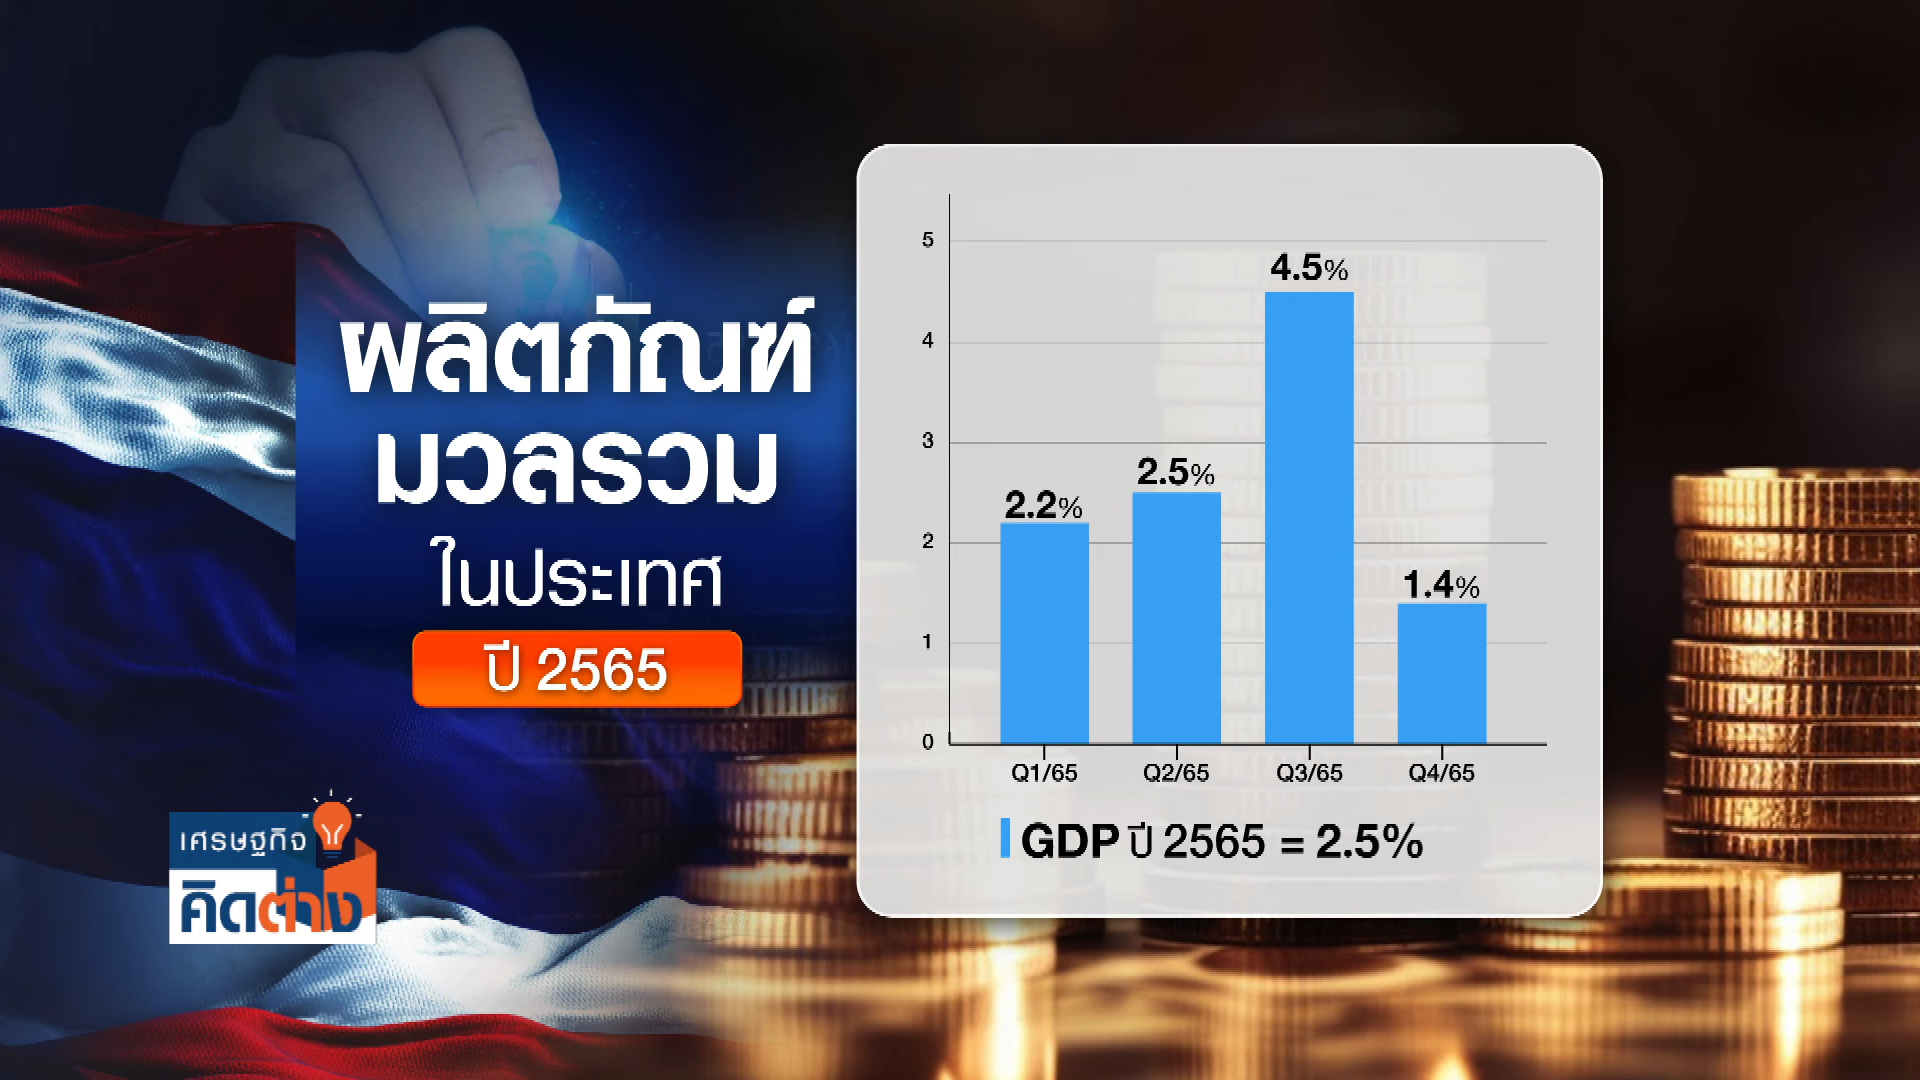 ผลิตภัณฑ์
มวลรวม
ในประเทศ
ปี 2565
เศรษฐกิจ
คิดต่าง
5
4
3
2
1
0
2.2%
2.5%
4.5%
1.4%
Q1/65
Q2/65
Q3/65
Q4/65
GDP ปี 2565 = 2.5%